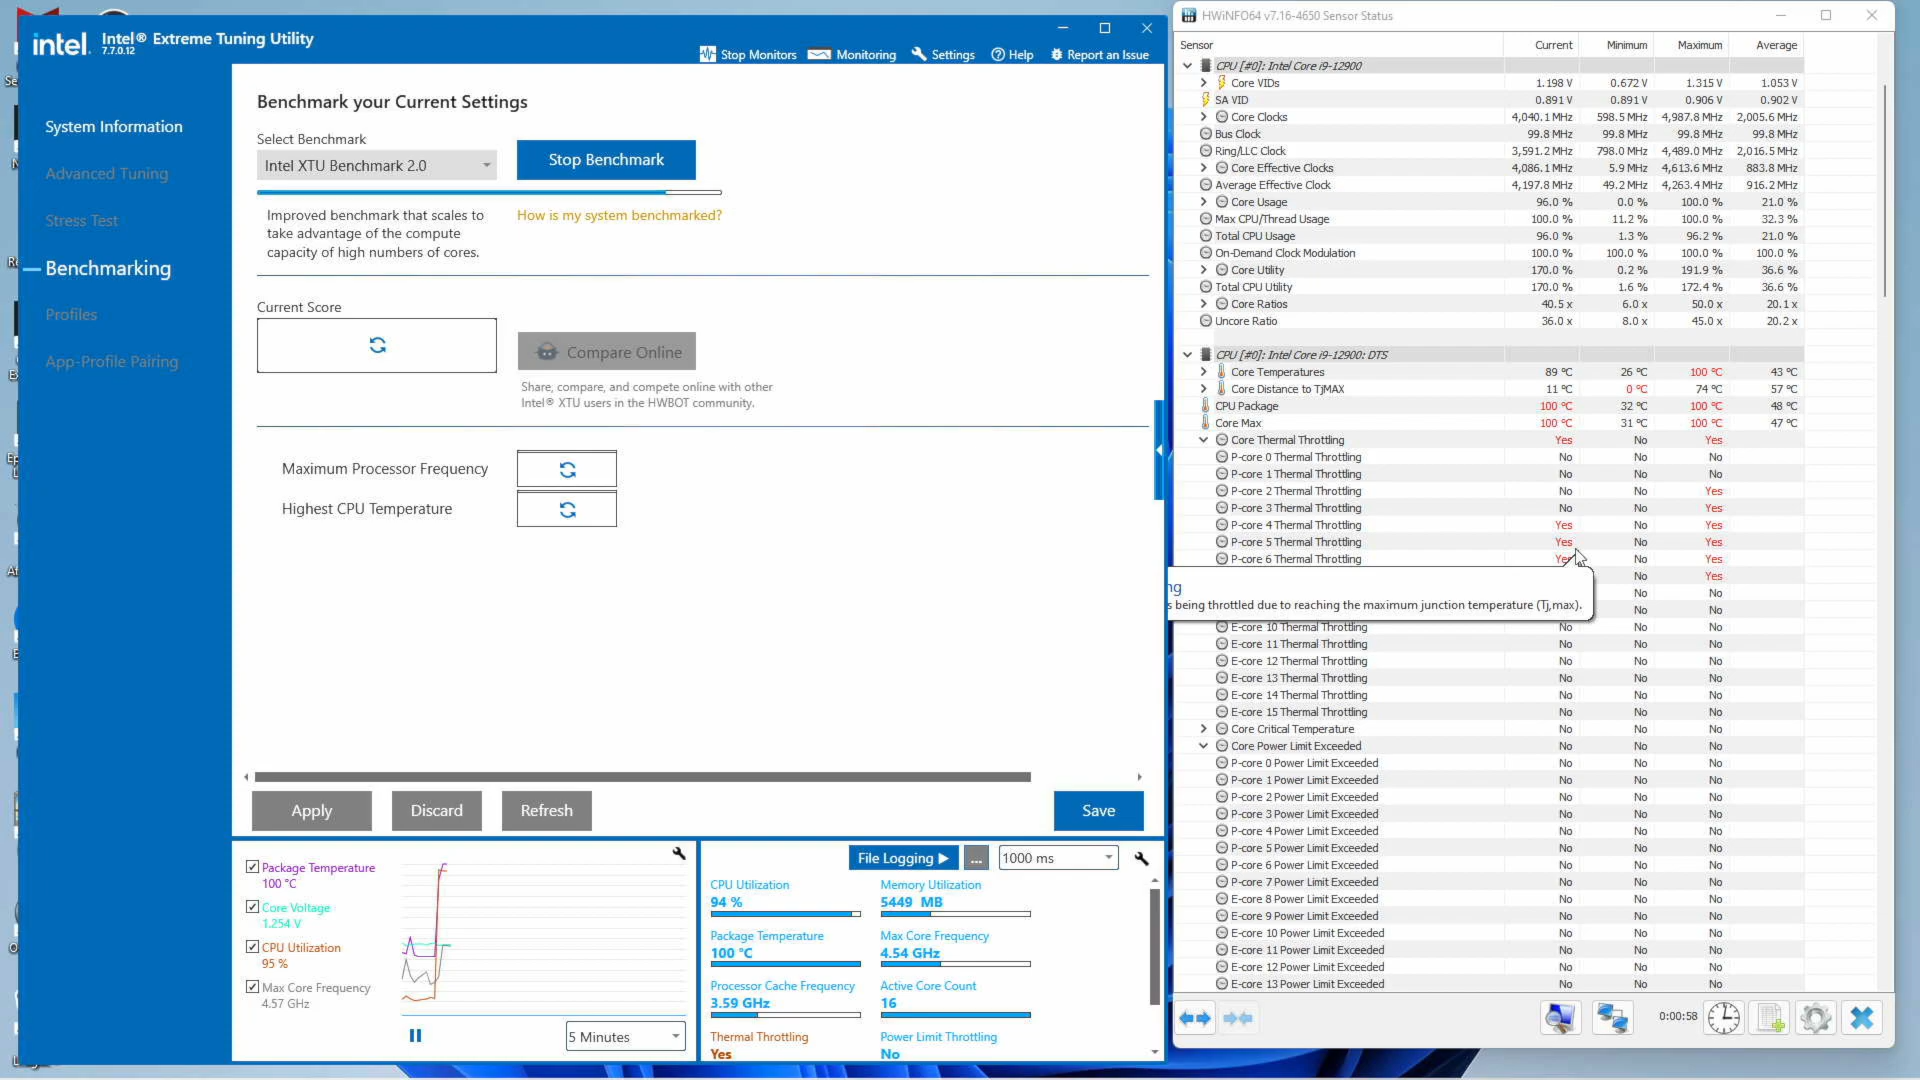 intel. Intel® Extreme Tuning Utility
7.7.0.12
Stop Monitors Monitoring Settings Help Report an Issue
System Information
Advanced Tuning
Stress Test
Benchmarking
Profiles
App-Profile Pairing
Benchmark your Current Settings
Select Benchmark
Intel XTU Benchmark 2.0
Stop Benchmark
Improved benchmark that scales to
take advantage of the compute
capacity of high numbers of cores.
How is my system benchmarked?
Current Score
Compare Online
Share, compare, and compete online with other
Intel® XTU users in the HWBOT community.
Maximum Processor Frequency
Highest CPU Temperature
Apply Discard Refresh Save
Package Temperature
100 °C
Core Voltage
1.254 V
CPU Utilization
95 %
Max Core Frequency
4.57 GHz
5 Minutes
File Logging ... 1000 ms
CPU Utilization Memory Utilization
94 % 5449 MB
Package Temperature Max Core Frequency
100 °C 4.54 GHz
Processor Cache Frequency Active Core Count
3.59 GHz 16
Thermal Throttling Power Limit Throttling
Yes No
HWiNFO64 v7.16-4650 Sensor Status
Sensor Current Minimum Maximum Average
CPU [#0]: Intel Core i9-12900
Core VIDs 1.198 V 0.672 V 1.315 V 1.053 V
SA VID 0.891 V 0.891 V 0.906 V 0.902 V
Core Clocks 4,040.1 MHz 598.5 MHz 4,987.8 MHz 2,005.6 MHz
Bus Clock 99.8 MHz 99.8 MHz 99.8 MHz 99.8 MHz
Ring/LLC Clock 3,591.2 MHz 798.0 MHz 4,489.0 MHz 2,016.5 MHz
Core Effective Clocks 4,086.1 MHz 5.9 MHz 4,613.6 MHz 883.8 MHz
Average Effective Clock 4,197.8 MHz 49.2 MHz 4,263.4 MHz 916.2 MHz
Core Usage 96.0 % 0.0 % 100.0 % 21.0 %
Max CPU/Thread Usage 100.0 % 11.2 % 100.0 % 32.3 %
Total CPU Usage 96.0 % 1.3 % 96.2 % 21.0 %
On-Demand Clock Modulation 100.0 % 100.0 % 100.0 % 100.0 %
Core Utility 170.0 % 0.2 % 191.9 % 36.6 %
Total CPU Utility 170.0 % 1.6 % 172.4 % 36.6 %
Core Ratios 40.5 x 6.0 x 50.0 x 20.1 x
Uncore Ratio 36.0 x 8.0 x 45.0 x 20.2 x
CPU [#0]: Intel Core i9-12900: DTS
Core Temperatures 89 °C 26 °C 100 °C 43 °C
Core Distance to TjMAX 11 °C 0 °C 74 °C 57 °C
CPU Package 100 °C 32 °C 100 °C 48 °C
Core Max 100 °C 31 °C 100 °C 47 °C
Core Thermal Throttling Yes No Yes
P-core 0 Thermal Throttling No No No
P-core 1 Thermal Throttling No No No
P-core 2 Thermal Throttling No No Yes
P-core 3 Thermal Throttling No No Yes
P-core 4 Thermal Throttling Yes No Yes
P-core 5 Thermal Throttling Yes No Yes
P-core 6 Thermal Throttling Yes No Yes
No Yes
ng
No No
s being throttled due to reaching the maximum junction temperature (Tj,max).
No No
E-core 10 Thermal Throttling No No No
E-core 11 Thermal Throttling No No No
E-core 12 Thermal Throttling No No No
E-core 13 Thermal Throttling No No No
E-core 14 Thermal Throttling No No No
E-core 15 Thermal Throttling No No No
Core Critical Temperature No No No
Core Power Limit Exceeded No No No
P-core 0 Power Limit Exceeded No No No
P-core 1 Power Limit Exceeded No No No
P-core 2 Power Limit Exceeded No No No
P-core 3 Power Limit Exceeded No No No
P-core 4 Power Limit Exceeded No No No
P-core 5 Power Limit Exceeded No No No
P-core 6 Power Limit Exceeded No No No
P-core 7 Power Limit Exceeded No No No
E-core 8 Power Limit Exceeded No No No
E-core 9 Power Limit Exceeded No No No
E-core 10 Power Limit Exceeded No No No
E-core 11 Power Limit Exceeded No No No
E-core 12 Power Limit Exceeded No No No
E-core 13 Power Limit Exceeded No No No
0:00:58